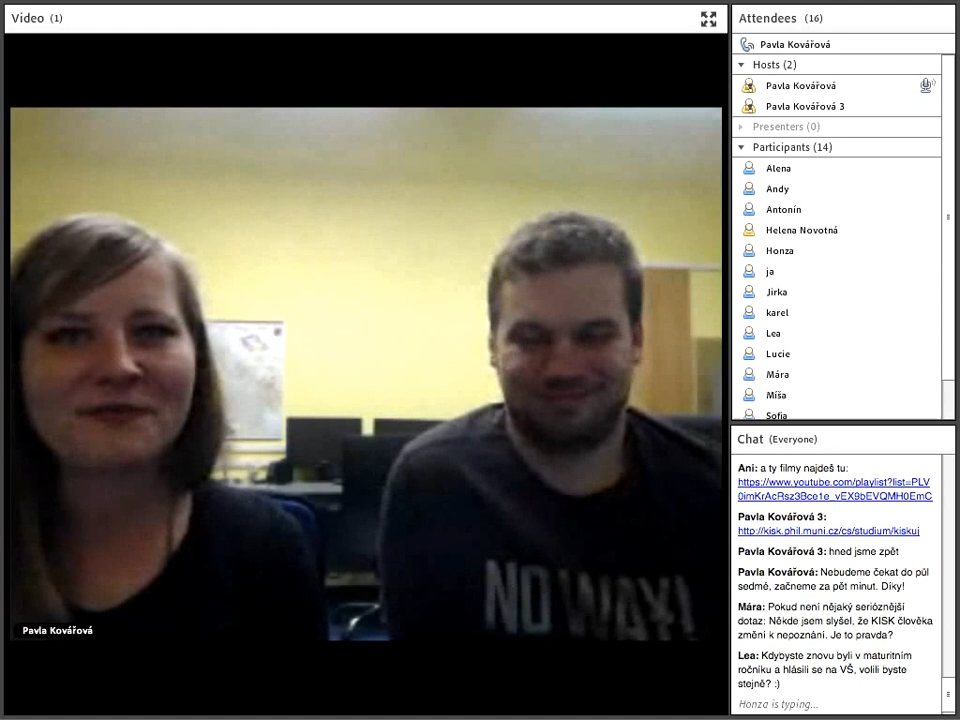 Video (1)
Pavla Kovářová
NO WAY!
Attendees (16)
Pavla Kovářová
Hosts (2)
Pavla Kovářová
Pavla Kovářová 3
Presenters (0)
Participants (14)
Alena
Andy
Antonín
Helena Novotná
Honza
ja
Jirka
karel
Lea
Lucie
Mára
Míša
Sofia
Chat (Everyone)
Ani: a ty filmy najdeš tu:
https://www.youtube.com/playlist?list=PLV
0imKrAcRsz3Bce1e_vEX9bEVQMH0EmC
Pavla Kovářová 3:
http://kisk.phil.muni.cz/cs/studium/kiskuj
Pavla Kovářová 3: hned jsme zpět
Pavla Kovářová: Nebudeme čekat do půl
sedmé, začneme za pět minut. Díky!
Mára: Pokud není nějaký serióznější
dotaz: Někde jsem slyšel, že KISK člověka
změní k nepoznání. Je to pravda?
Lea: Kdybyste znovu byli v maturitním
ročníku a hlásili se na VŠ, volili byste
stejně? :)
Honza is typing...